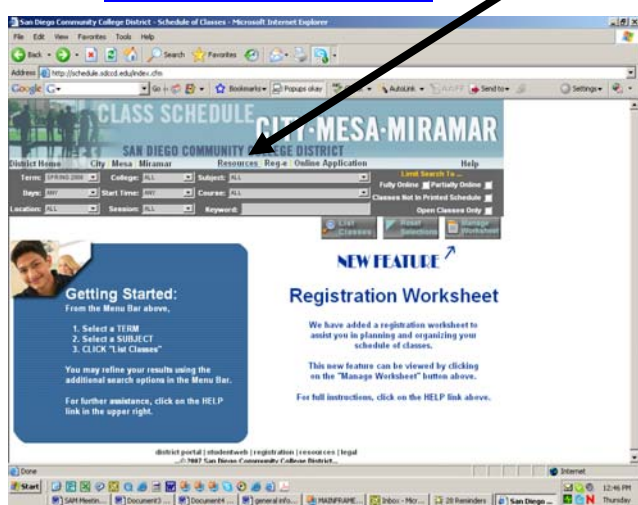 San Diego Community College District - Schedule of Classes - Microsoft Internet Explorer
File Edit View Favorites Tools Help
Back Search Favorites
Address http://schedule.sdccd.edu/index.cfm
Google Go Bookmarks Popups okay AutoLink Send to Settings
CLASS SCHEDULE
CITY·MESA·MIRAMAR
SAN DIEGO COMMUNITY COLLEGE DISTRICT
District Home City Mesa Miramar Resources Reg-e Online Application Help
Term: SPRING 2008 College: ALL Subject: ALL Limit Search To ...
Fully Online Partially Online
Days: ANY Start Time: ANY Course: ALL Classes Not In Printed Schedule
Location: ALL Session: ALL Keyword: Open Classes Only
List Classes Reset Selections Manage Worksheet
NEW FEATURE
Getting Started:
From the Menu Bar above,
1. Select a TERM
2. Select a SUBJECT
3. CLICK "List Classes"
You may refine your results using the
additional search options in the Menu Bar.
For further assistance, click on the HELP
link in the upper right.
Registration Worksheet
We have added a registration worksheet to
assist you in planning and organizing your
schedule of classes.
This new feature can be viewed by clicking
on the "Manage Worksheet" button above.
For full instructions, click on the HELP link above.
district portal | studentweb | registration | resources | legal
...© 2007 San Diego Community College District...
Done Internet
Start 12:46 PM
SAM Meetin... Document3 ... Document4 ... general info... MAINFRAME... Inbox - Micr... 28 Reminders San Diego ... Thursday